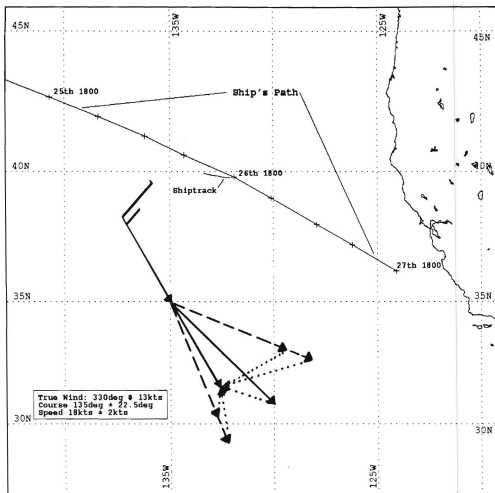 135W
125W
45N
45N
25th 1800
Ship's Path
40N
40N
26th 1800
Shiptrack
27th 1800
35N
35N
True Wind: 330deg @ 13kts
Course 135deg * 22.5deg
Speed 18kts * 2kts
30N
30N
135W
125W